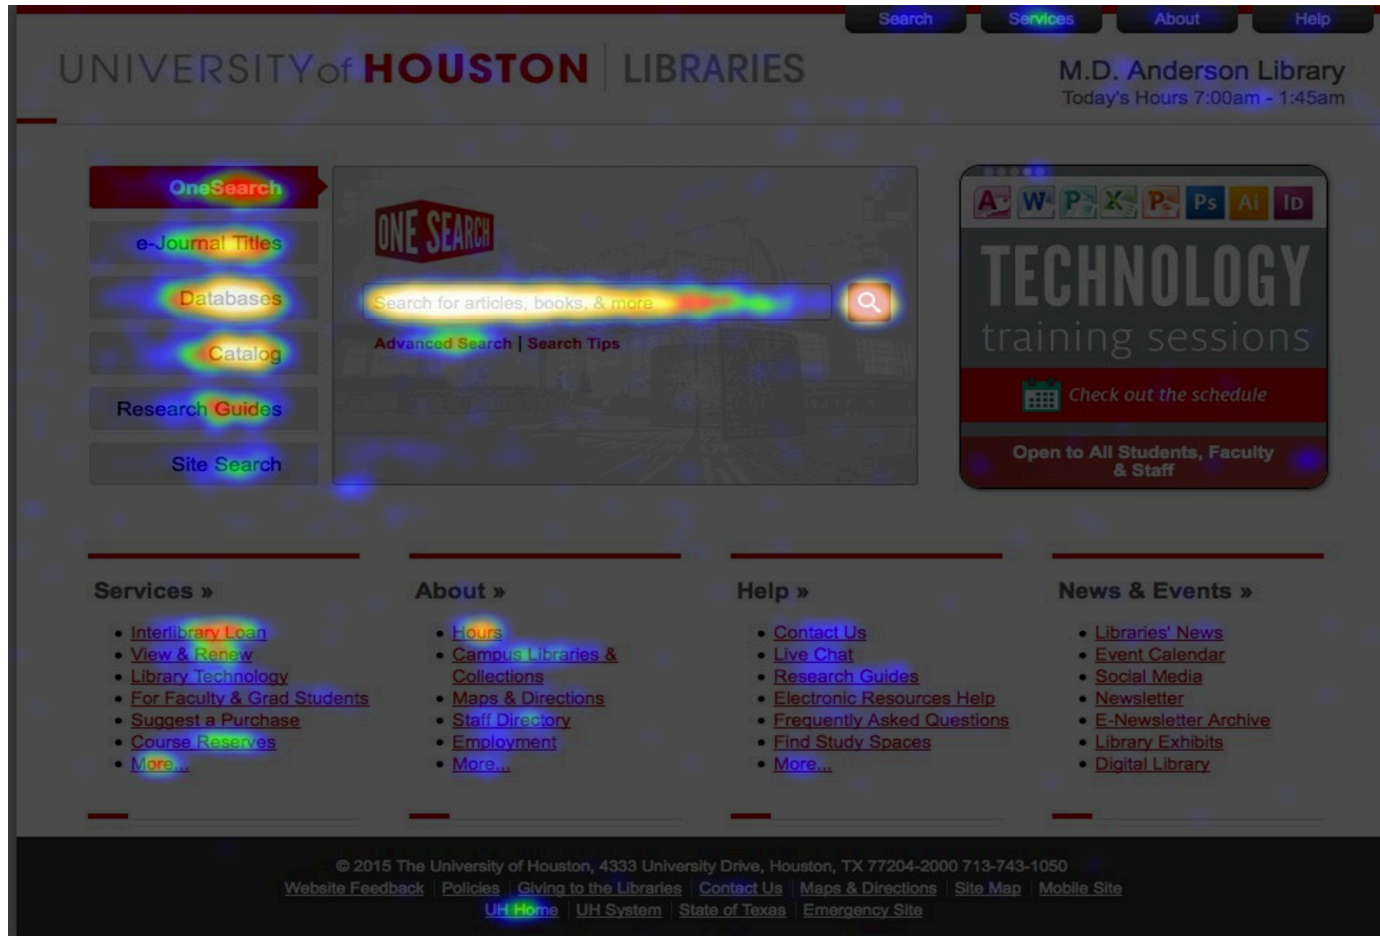 Search Services About Help
UNIVERSITYof HOUSTON LIBRARIES
M.D. Anderson Library
Today's Hours 7:00am - 1:45am
OneSearch
e-Journal Titles
Databases
Catalog
Research Guides
Site Search
ONE SEARCH
Search for articles, books, & more
Advanced Search | Search Tips
A W P X P Ps Ai ID
TECHNOLOGY
training sessions
Check out the schedule
Open to All Students, Faculty
& Staff
Services »
• Interlibrary Loan
• View & Renew
• Library Technology
• For Faculty & Grad Students
• Suggest a Purchase
• Course Reserves
• More...
About »
• Hours
• Campus Libraries &
Collections
• Maps & Directions
• Staff Directory
• Employment
• More...
Help »
• Contact Us
• Live Chat
• Research Guides
• Electronic Resources Help
• Frequently Asked Questions
• Find Study Spaces
• More...
News & Events »
• Libraries' News
• Event Calendar
• Social Media
• Newsletter
• E-Newsletter Archive
• Library Exhibits
• Digital Library
© 2015 The University of Houston, 4333 University Drive, Houston, TX 77204-2000 713-743-1050
Website Feedback | Policies | Giving to the Libraries | Contact Us | Maps & Directions | Site Map | Mobile Site
UH Home | UH System | State of Texas | Emergency Site